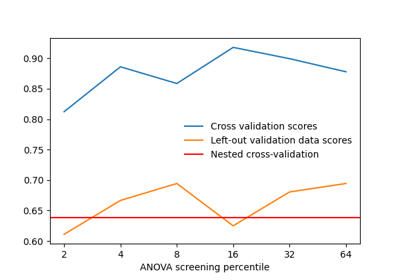 0.90
0.85
0.80
0.75
0.70
0.65
0.60
Cross validation scores
Left-out validation data scores
Nested cross-validation
2 4 8 16 32 64
ANOVA screening percentile